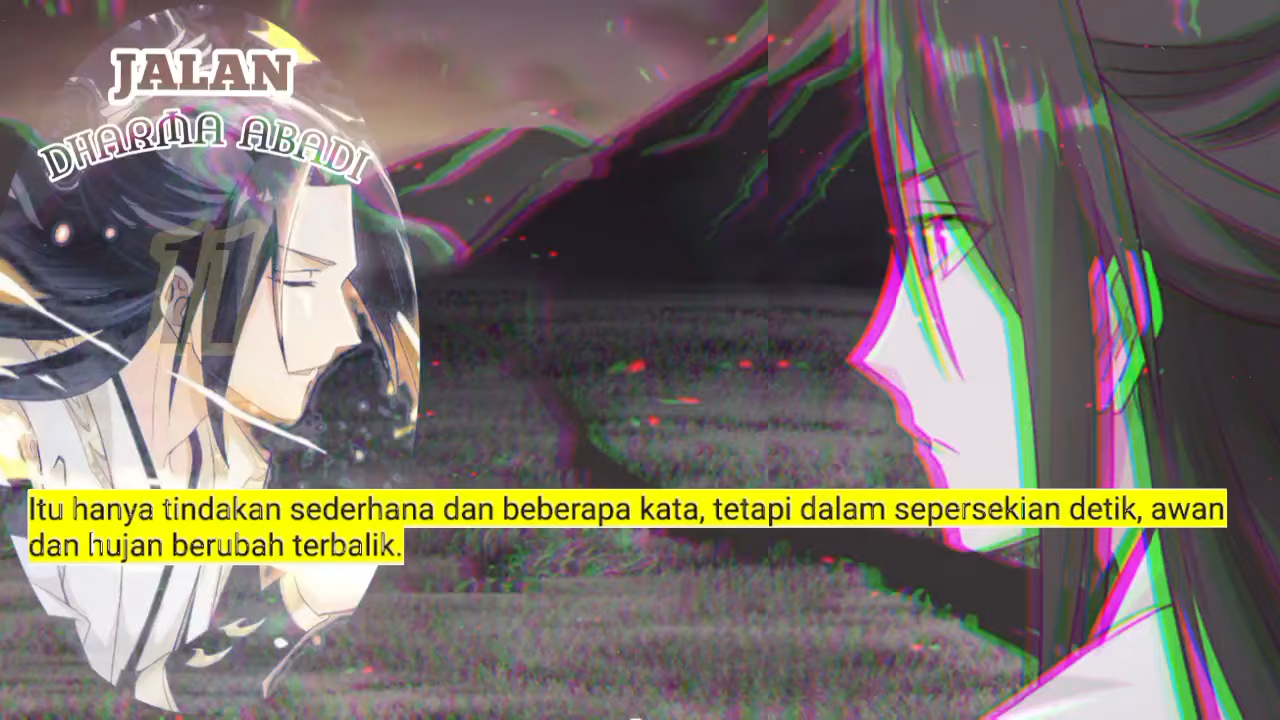 JALAN
DHARMA ABADI
17
Itu hanya tindakan sederhana dan beberapa kata, tetapi dalam sepersekian detik, awan
dan hujan berubah terbalik.